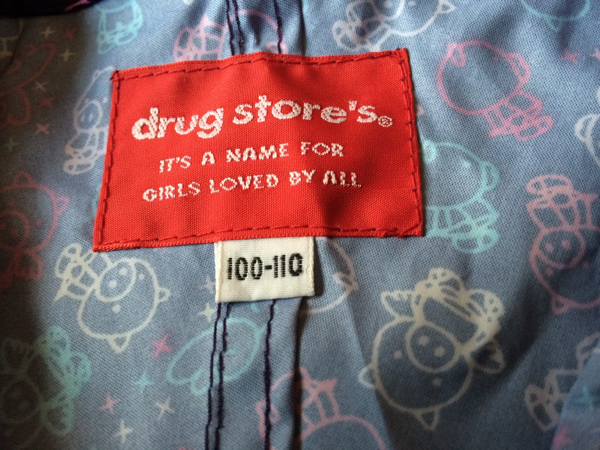 drug store's®
IT'S A NAME FOR
GIRLS LOVED BY ALL
100-110